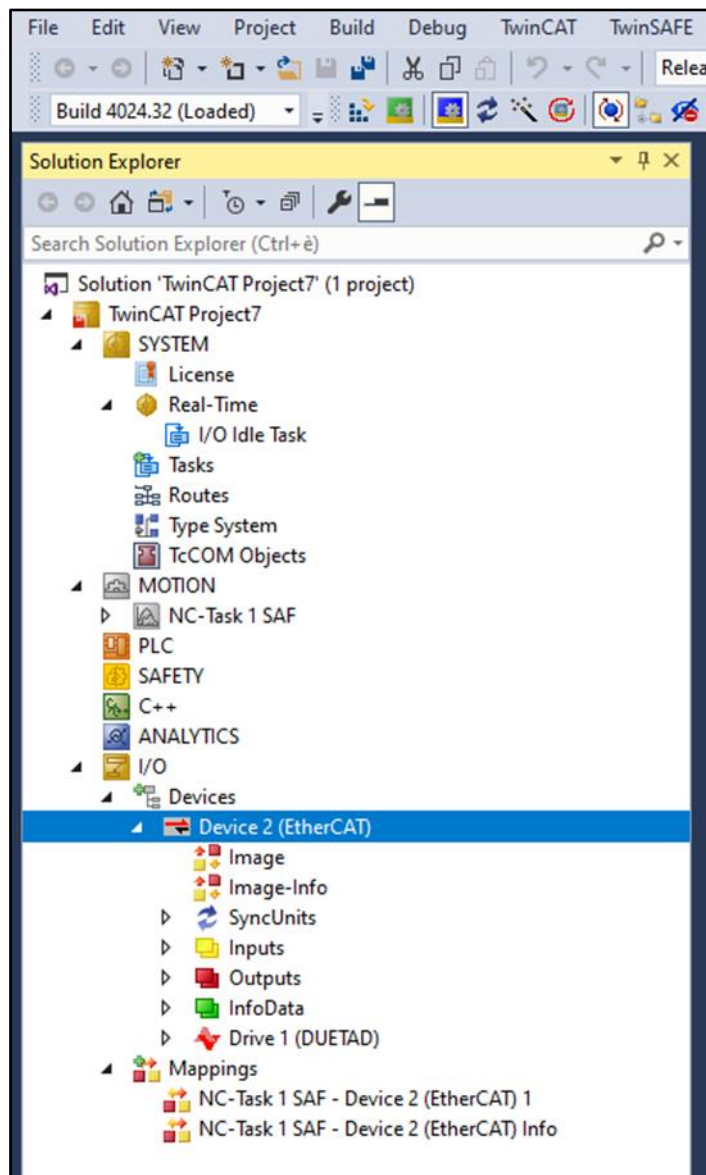 File Edit View Project Build Debug TwinCAT TwinSAFE
Relea
Build 4024.32 (Loaded)
Solution Explorer
Search Solution Explorer (Ctrl+è)
Solution 'TwinCAT Project7' (1 project)
TwinCAT Project7
SYSTEM
License
Real-Time
I/O Idle Task
Tasks
Routes
Type System
TcCOM Objects
MOTION
NC-Task 1 SAF
PLC
SAFETY
C++
ANALYTICS
I/O
Devices
Device 2 (EtherCAT)
Image
Image-Info
SyncUnits
Inputs
Outputs
InfoData
Drive 1 (DUETAD)
Mappings
NC-Task 1 SAF - Device 2 (EtherCAT) 1
NC-Task 1 SAF - Device 2 (EtherCAT) Info